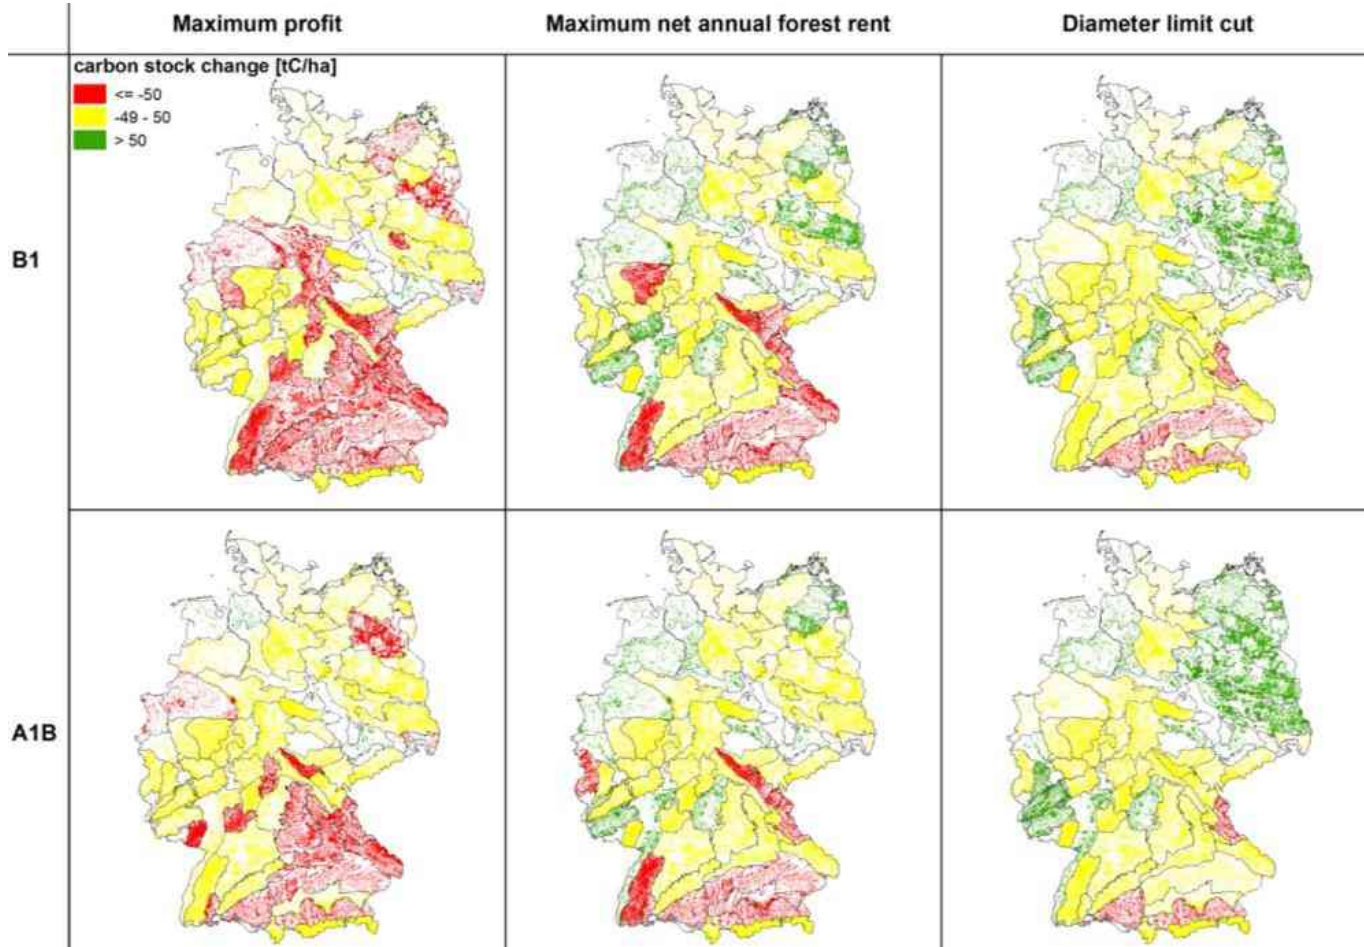 Maximum profit
Maximum net annual forest rent
Diameter limit cut
B1
carbon stock change [tC/ha]
<= -50
-49 - 50
> 50
A1B